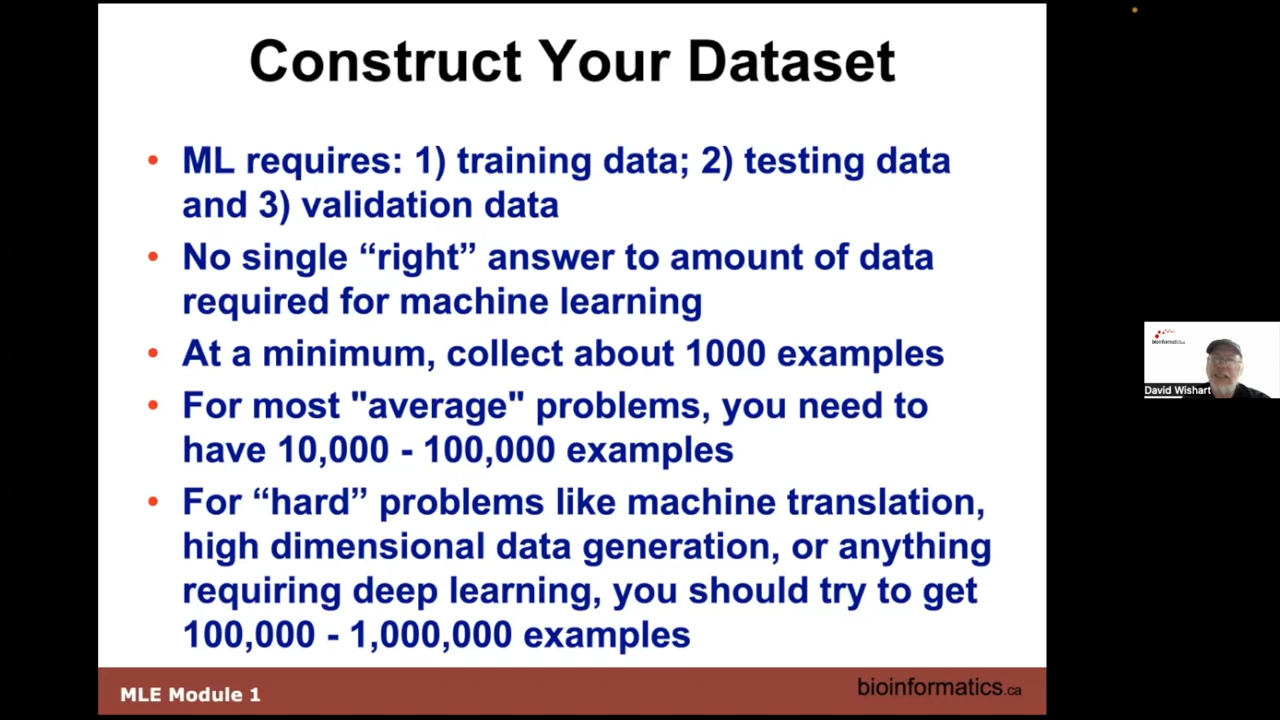 Construct Your Dataset
• ML requires: 1) training data; 2) testing data
and 3) validation data
• No single “right” answer to amount of data
required for machine learning
• At a minimum, collect about 1000 examples
• For most "average" problems, you need to
have 10,000 - 100,000 examples
• For “hard” problems like machine translation,
high dimensional data generation, or anything
requiring deep learning, you should try to get
100,000 - 1,000,000 examples
MLE Module 1
bioinformatics.ca
bioinformatics.ca
David Wishart